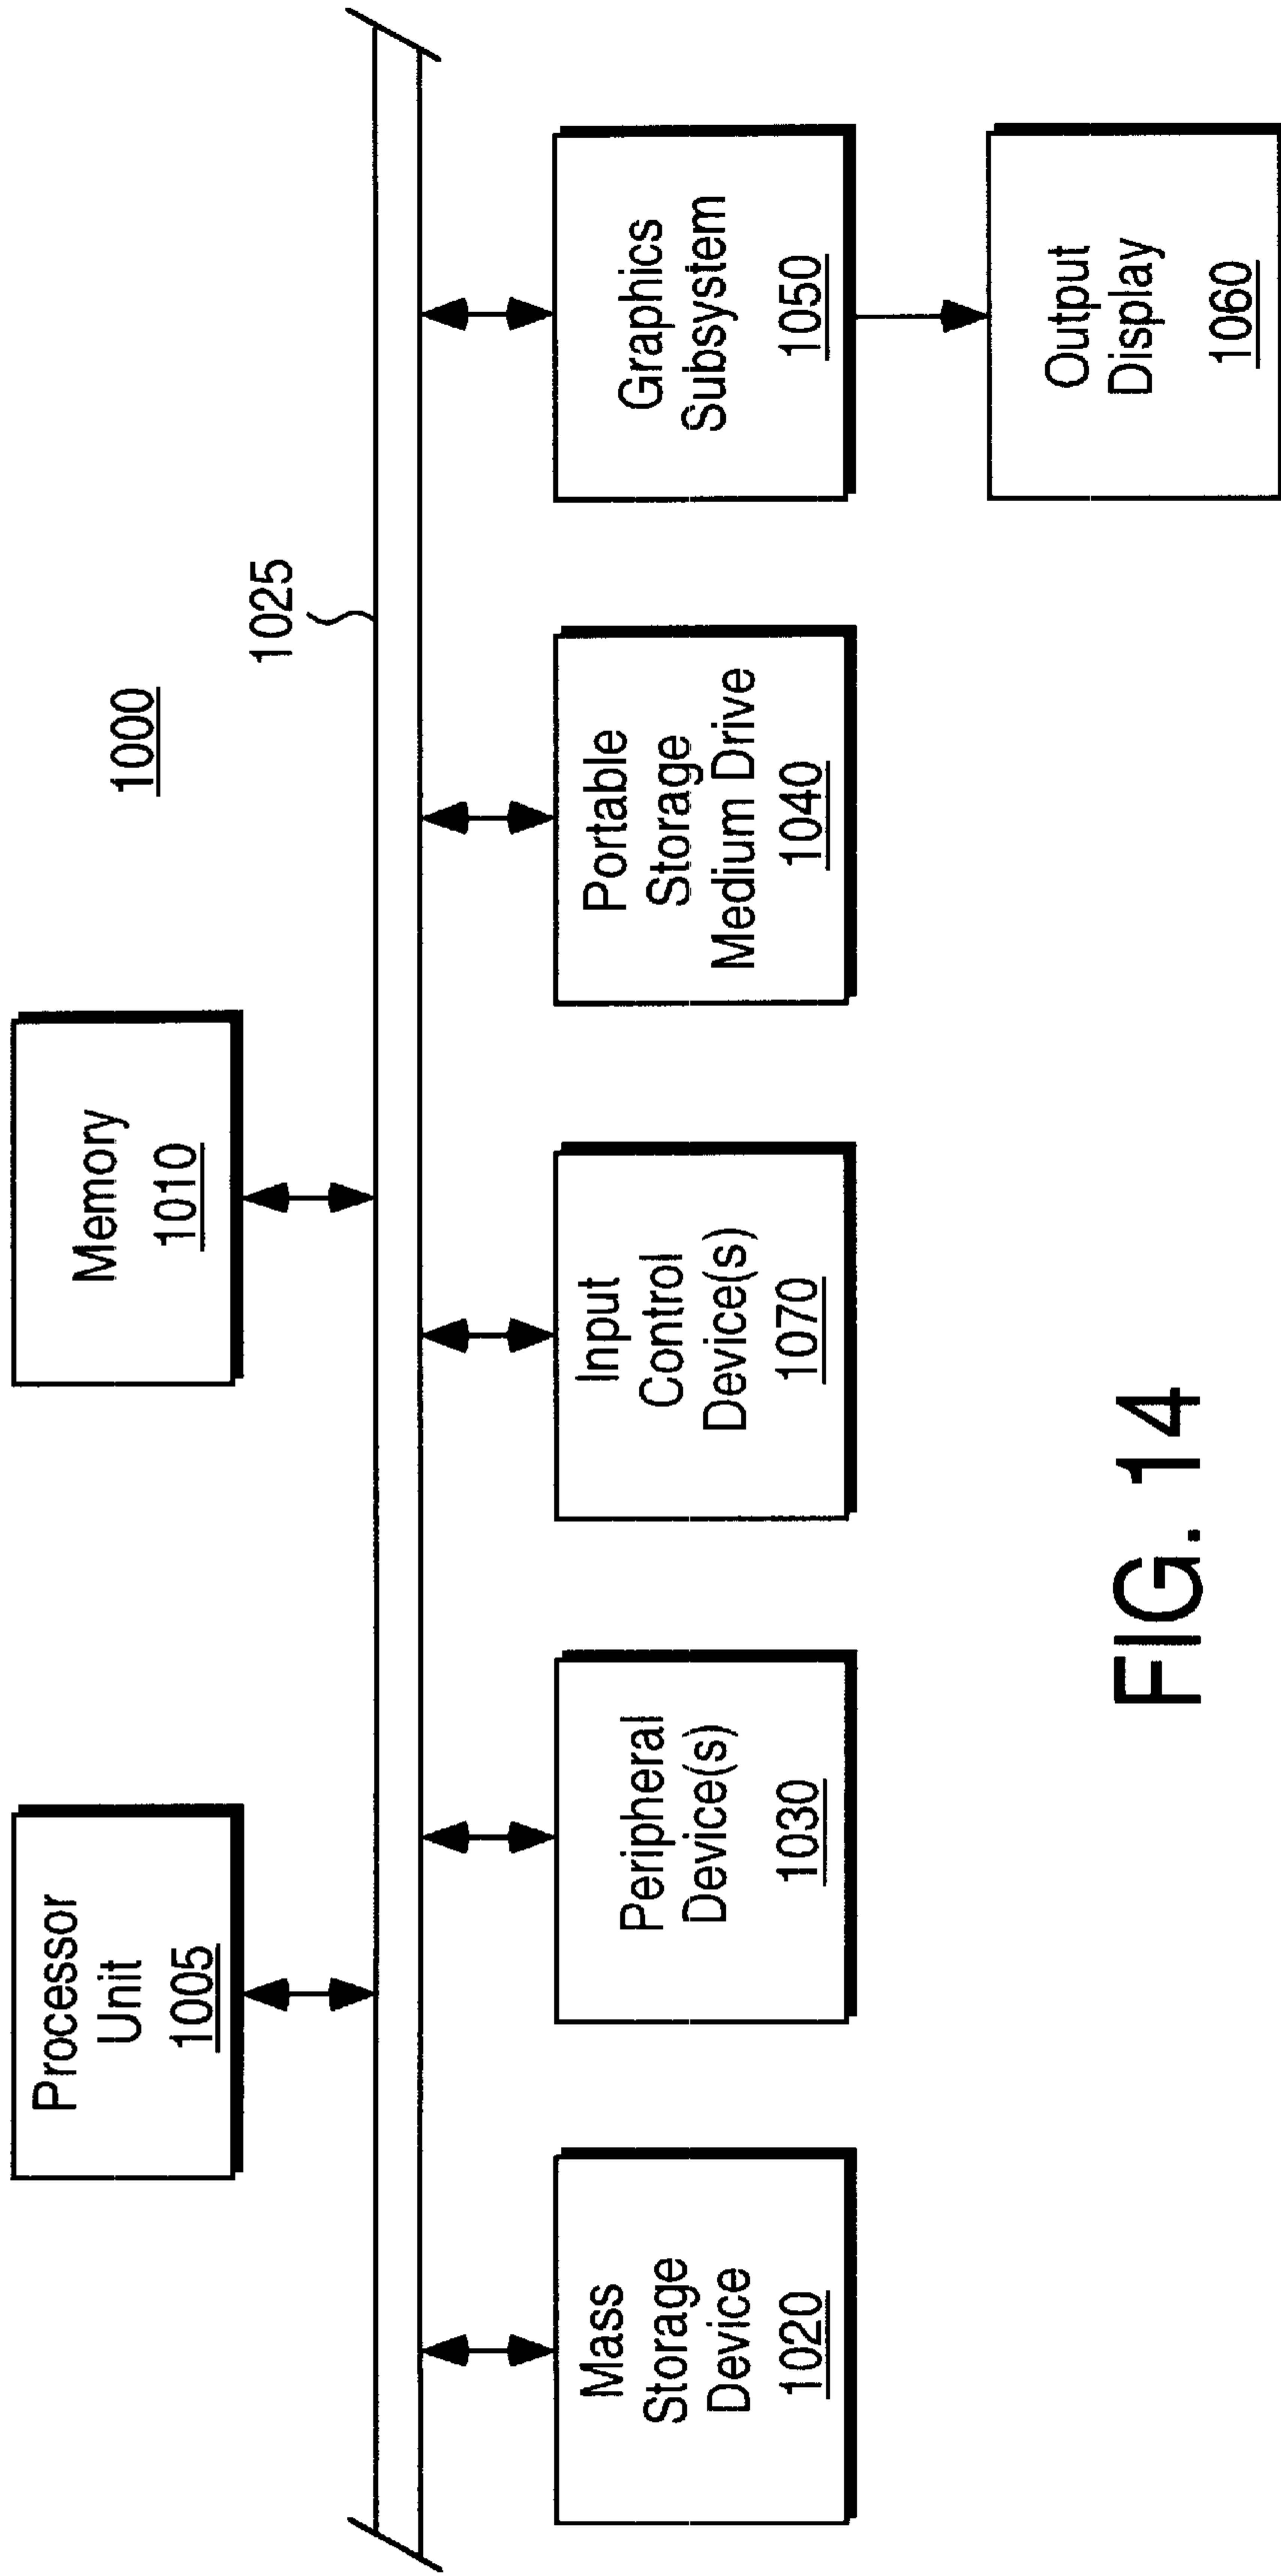 1000
Processor
Unit
1005
Memory
1010
1025
Mass
Storage
Device
1020
Peripheral
Device(s)
1030
Input
Control
Device(s)
1070
Portable
Storage
Medium Drive
1040
Graphics
Subsystem
1050
Output
Display
1060
FIG. 14